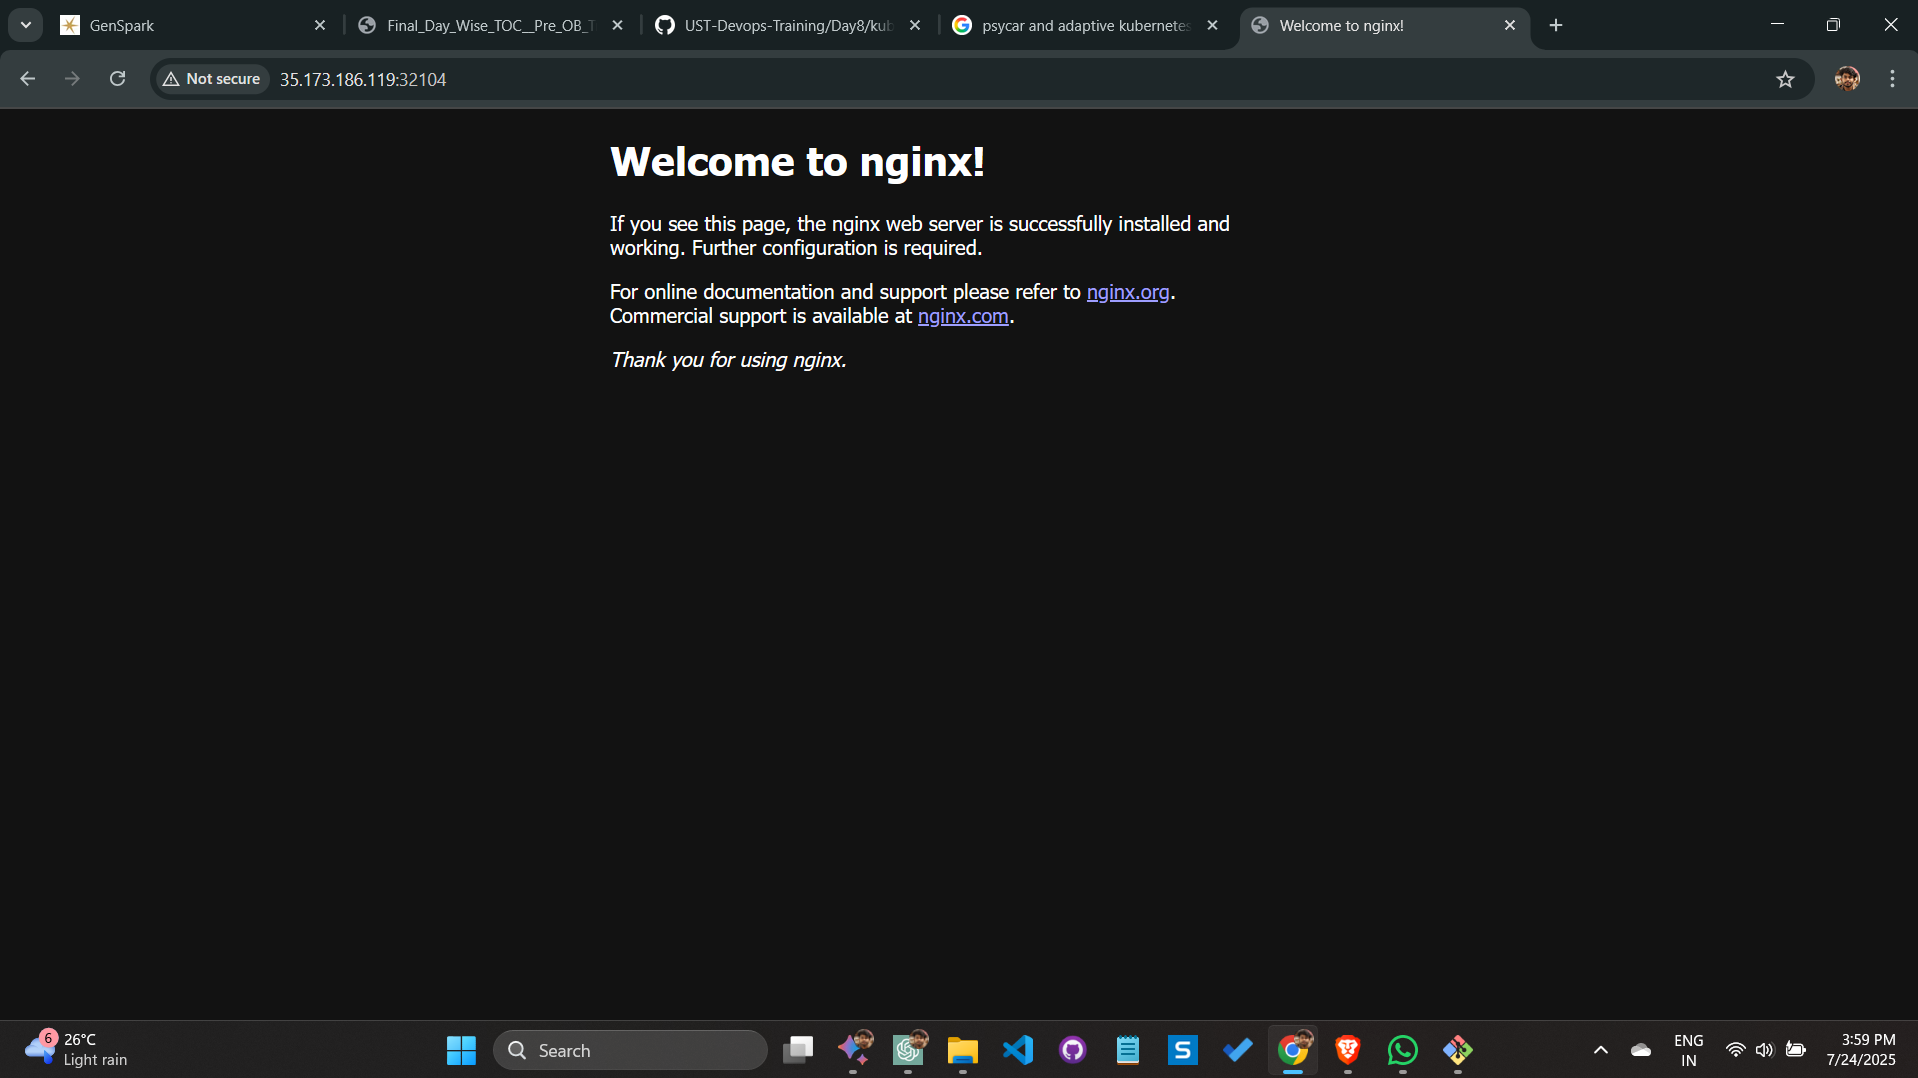 GenSpark
Final_Day_Wise_TOC__Pre_OB_T
UST-Devops-Training/Day8/kub
psycar and adaptive kubernetes
Welcome to nginx!
Not secure
35.173.186.119:32104
Welcome to nginx!
If you see this page, the nginx web server is successfully installed and
working. Further configuration is required.
For online documentation and support please refer to nginx.org.
Commercial support is available at nginx.com.
Thank you for using nginx.
6
26°C
Light rain
Search
S
ENG
IN
3:59 PM
7/24/2025